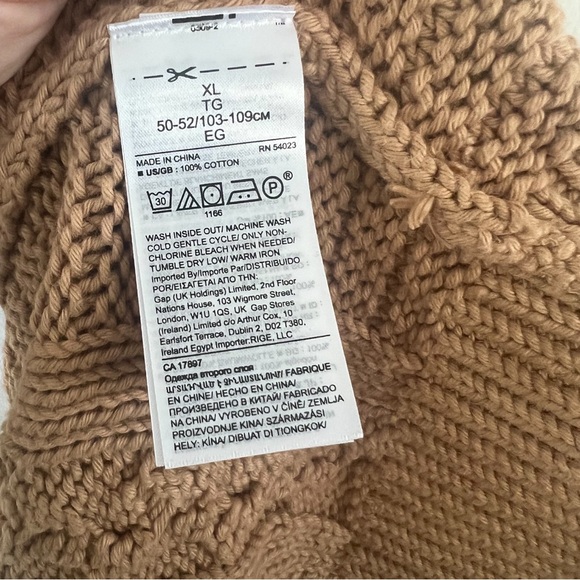 XL
TG
50-52/103-109CM
EG
MADE IN CHINA RN 54023
■ US/GB : 100% COTTON
30 P ®
1166
WASH INSIDE OUT/ MACHINE WASH
COLD GENTLE CYCLE/ ONLY NON-
CHLORINE BLEACH WHEN NEEDED/
TUMBLE DRY LOW/ WARM IRON
Imported By/Importe Par/DISTRIBUIDO
POR/ΕΙΣΑΓΕΤΑΙ ΑΠΟ ΤΗΝ:
Gap (UK Holdings) Limited, 2nd Floor
Nations House, 103 Wigmore Street,
London, W1U 1QS, UK Gap Stores
(Ireland) Limited c/o Arthur Cox, 10
Earlsfort Terrace, Dublin 2, D02 T380,
Ireland Egypt Importer:RIGE, LLC
CA 17897
Одежда второго слоя
ԱՐՏԱԴՐՎԱԾ Է ՉԻՆԱՍՏԱՆՈՒՄ/ FABRIQUE
EN CHINE/ HECHO EN CHINA/
ПРОИЗВЕДЕНО В КИТАЕ/ FABRICADO
NA CHINA/ VYROBENO V ČÍNĚ/ ZEMLJA
PROIZVODNJE KINA/ SZÁRMAZÁSI
HELY: KÍNA/ DIBUAT DI TIONGKOK/